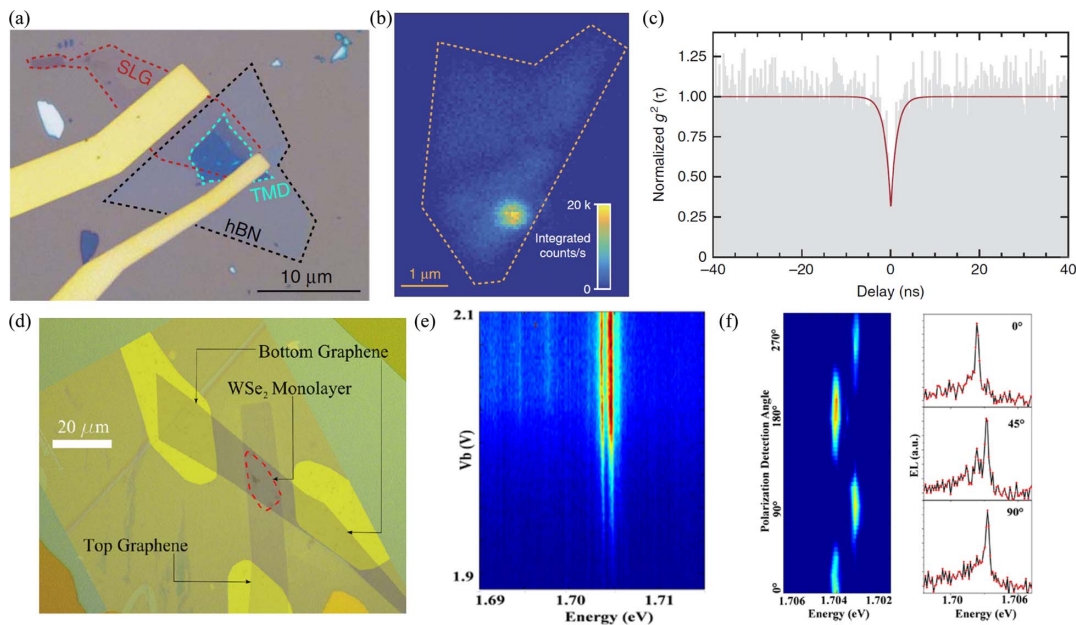 (a)
SLG
TMD
hBN
10 μm
(b)
20 k
Integrated
counts/s
0
1 μm
(c)
Normalized g² (τ)
1.25
1.00
0.75
0.50
0.25
0
−40
−20
0
20
40
Delay (ns)
(d)
Bottom Graphene
WSe₂ Monolayer
20 μm
Top Graphene
(e)
2.1
Vb (V)
1.9
1.69
1.70
1.71
Energy (eV)
(f)
Polarization Detection Angle
270°
180°
90°
0°
1.706
1.704
1.702
Energy (eV)
EL (a.u.)
0°
45°
90°
1.70
1.706
Energy (eV)